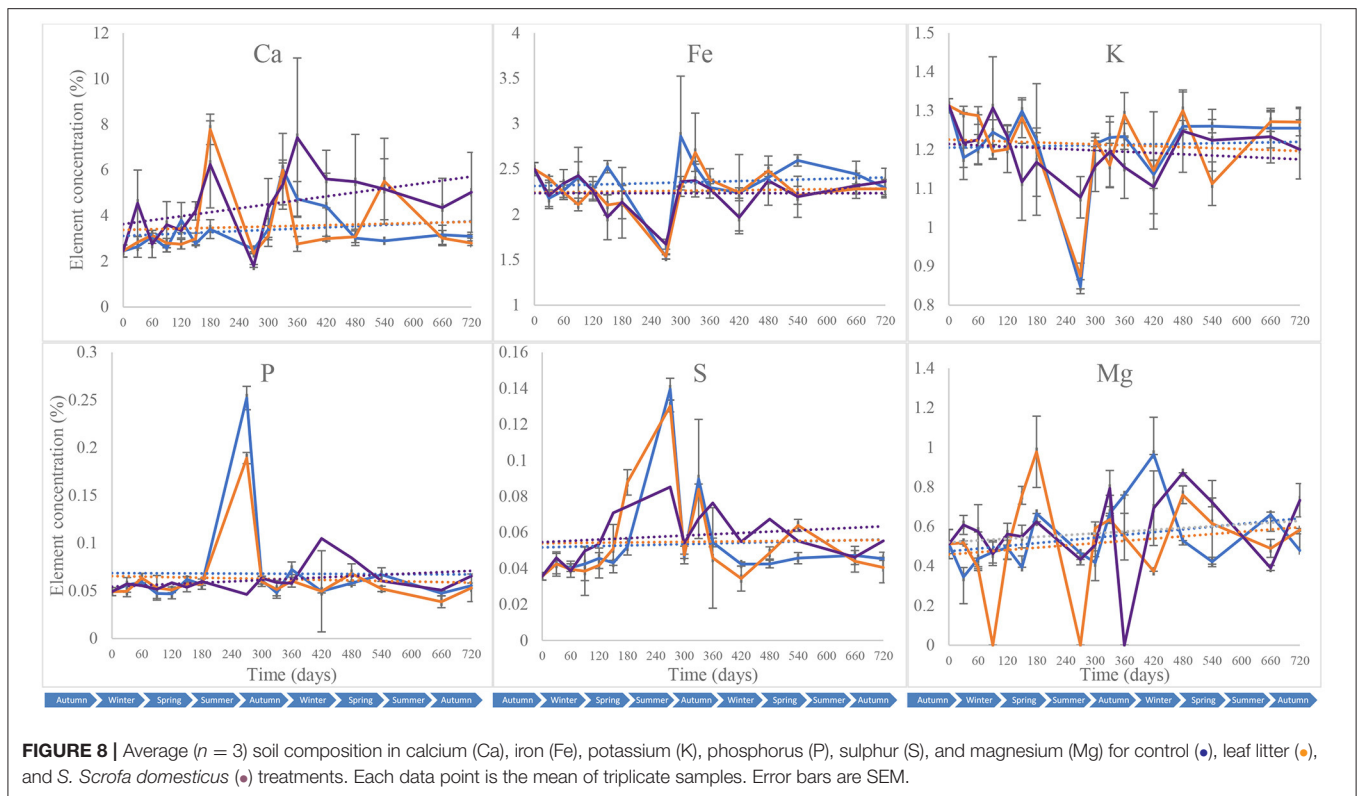 Ca
Fe
K
Element concentration (%)
12
10
8
6
4
2
0
0 60 120 180 240 300 360 420 480 540 600 660 720
4
3.5
3
2.5
2
1.5
1
0 60 120 180 240 300 360 420 480 540 600 660 720
1.5
1.4
1.3
1.2
1.1
1
0.9
0.8
0 60 120 180 240 300 360 420 480 540 600 660 720
P
S
Mg
Element concentration (%)
0.3
0.25
0.2
0.15
0.1
0.05
0
0 60 120 180 240 300 360 420 480 540 600 660 720
Time (days)
0.16
0.14
0.12
0.1
0.08
0.06
0.04
0.02
0
0 60 120 180 240 300 360 420 480 540 600 660 720
Time (days)
1.4
1.2
1
0.8
0.6
0.4
0.2
0
0 60 120 180 240 300 360 420 480 540 600 660 720
Time (days)
Autumn Winter Spring Summer Autumn Winter Spring Summer Autumn
Autumn Winter Spring Summer Autumn Winter Spring Summer Autumn
Autumn Winter Spring Summer Autumn Winter Spring Summer Autumn
FIGURE 8 | Average (n = 3) soil composition in calcium (Ca), iron (Fe), potassium (K), phosphorus (P), sulphur (S), and magnesium (Mg) for control (●), leaf litter (●),
and S. Scrofa domesticus (●) treatments. Each data point is the mean of triplicate samples. Error bars are SEM.